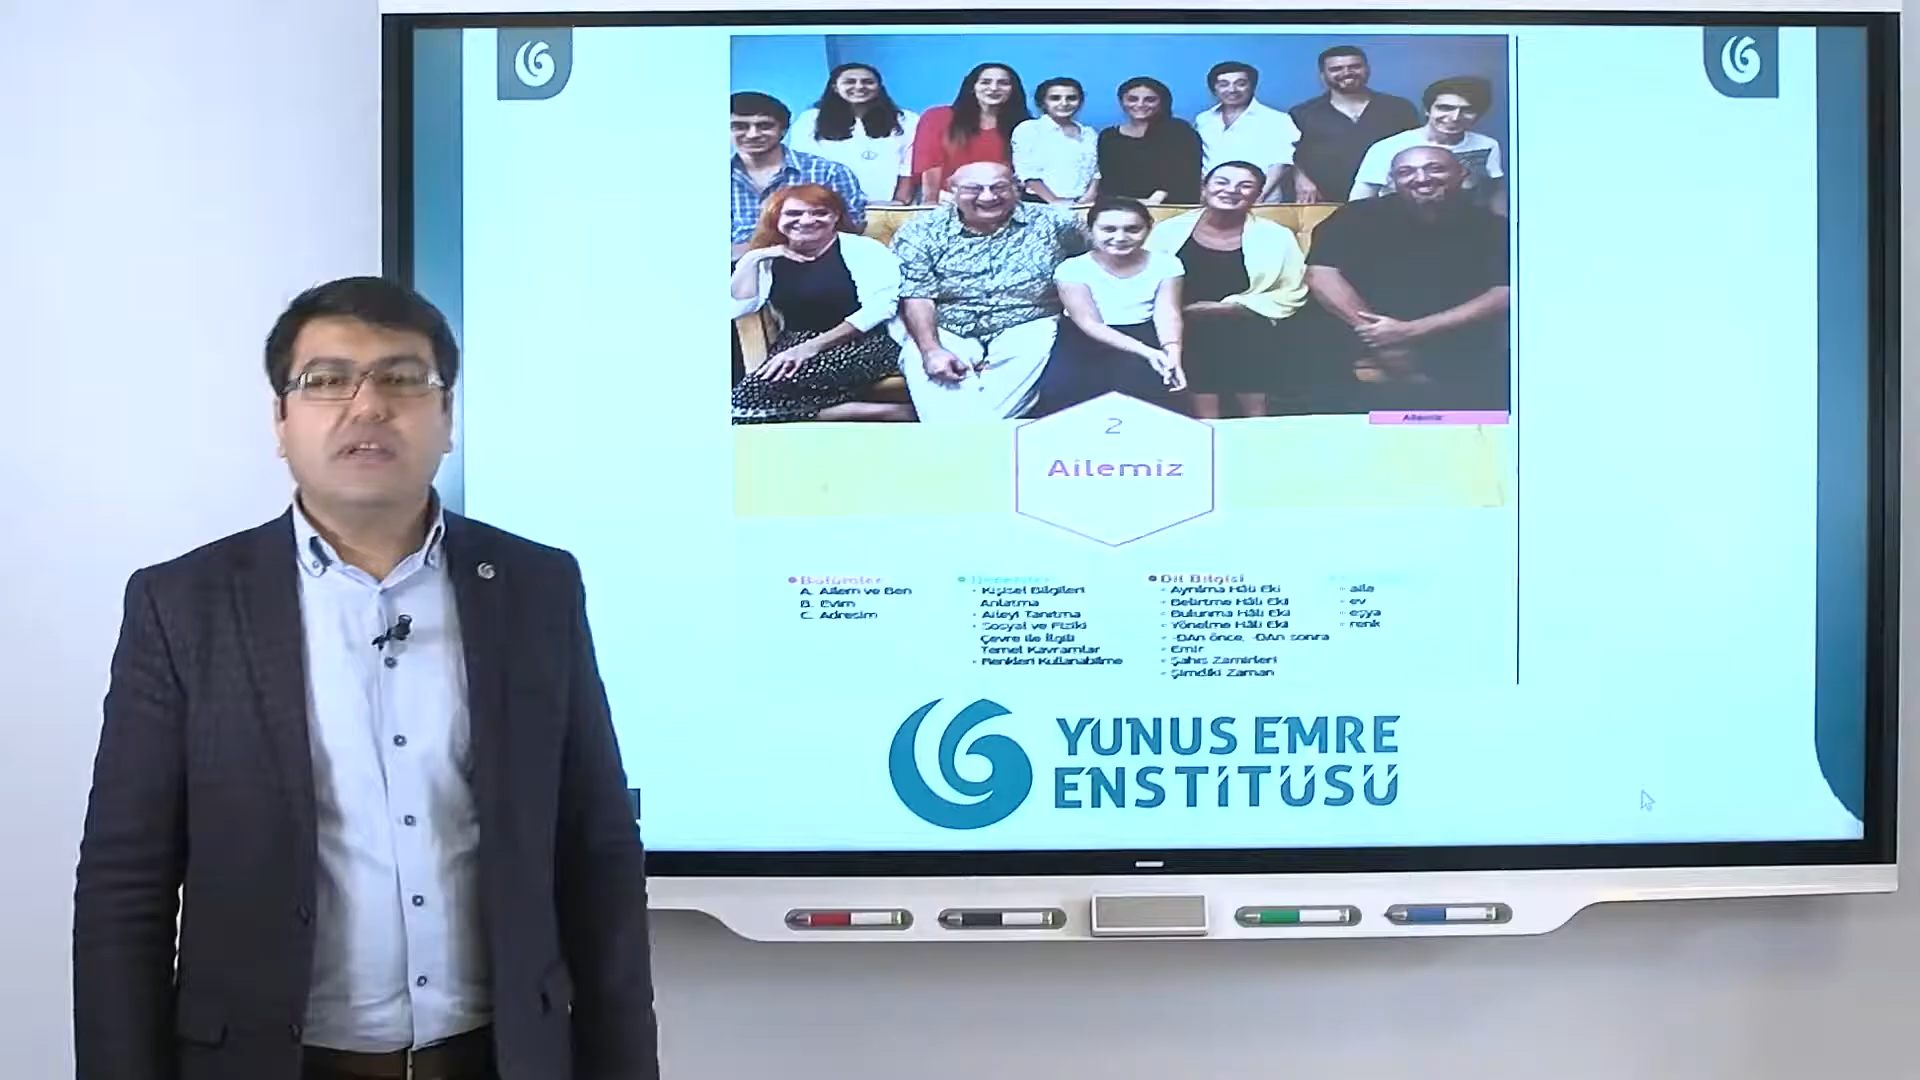 Ailemiz
2
Ailemiz
Bölümler
A. Ailem ve Ben
B. Evim
C. Adresim
- Kişisel Bilgileri
Anlatma
- Aileyi Tanıtma
- Sosyal ve Fiziki
Çevre ile İlgili
Temel Kavramlar
- Renkleri Kullanabilme
Dil Bilgisi
- Ayrılma Hâli Eki
- Belirtme Hâli Eki
- Bulunma Hâli Eki
- Yönelme Hâli Eki
- -DAn önce, -DAn sonra
- Emir
- Şahıs Zamirleri
- Şimdiki Zaman
- aile
- ev
- eşya
- renk
YUNUS EMRE
ENSTİTÜSÜ